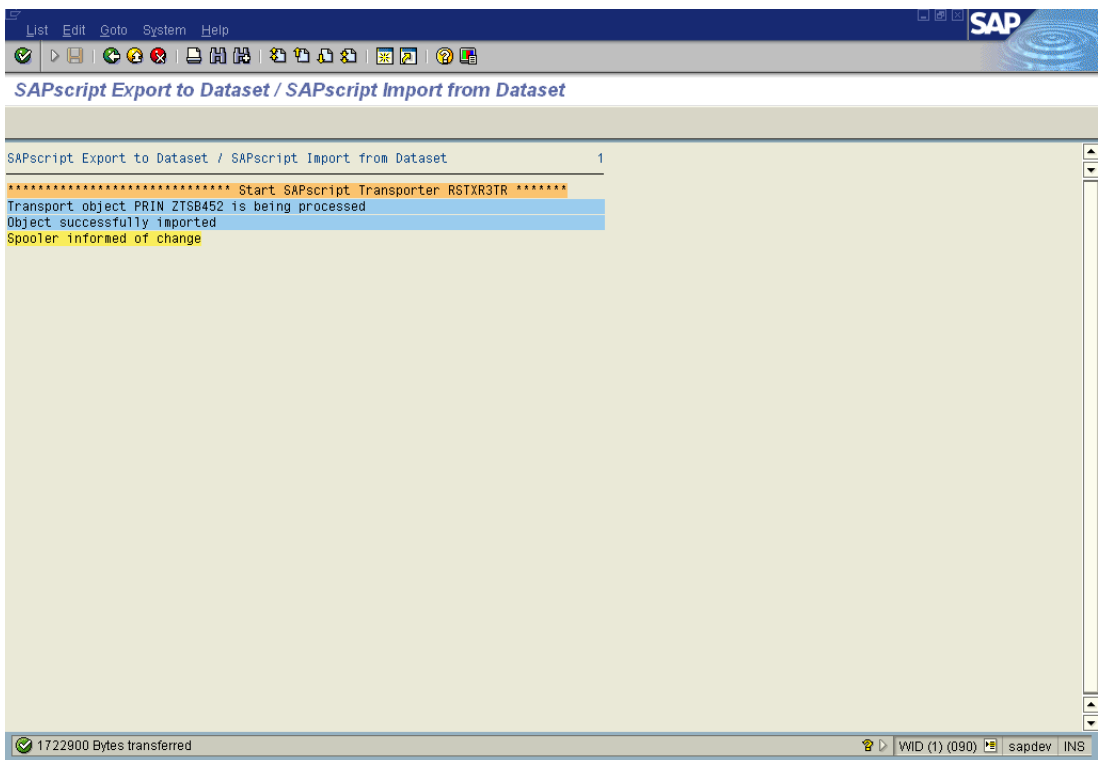 List Edit Goto System Help
SAP
SAPscript Export to Dataset / SAPscript Import from Dataset
SAPscript Export to Dataset / SAPscript Import from Dataset 1
****************************** Start SAPscript Transporter RSTXR3TR *******
Transport object PRIN ZTSB452 is being processed
Object successfully imported
Spooler informed of change
1722900 Bytes transferred
WID (1) (090) sapdev INS